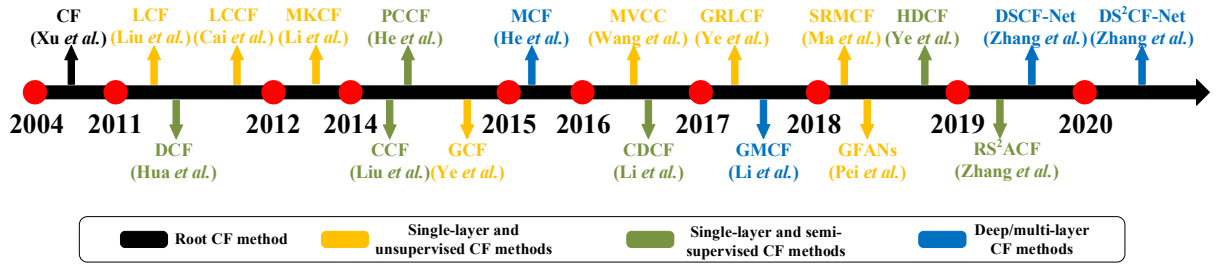 CF LCF LCCF MKCF PCCF MCF MVCC GRLCF SRMCF HDCF DSCF-Net DS²CF-Net
(Xu et al.) (Liu et al.) (Cai et al.) (Li et al.) (He et al.) (He et al.) (Wang et al.) (Ye et al.) (Ma et al.) (Ye et al.) (Zhang et al.) (Zhang et al.)
2004 2011 2012 2014 2015 2016 2017 2018 2019 2020
DCF CCF GCF CDCF GMCF GFANs RS²ACF
(Hua et al.) (Liu et al.) (Ye et al.) (Li et al.) (Li et al.) (Pei et al.) (Zhang et al.)
Root CF method
Single-layer and
unsupervised CF methods
Single-layer and semi-
supervised CF methods
Deep/multi-layer
CF methods